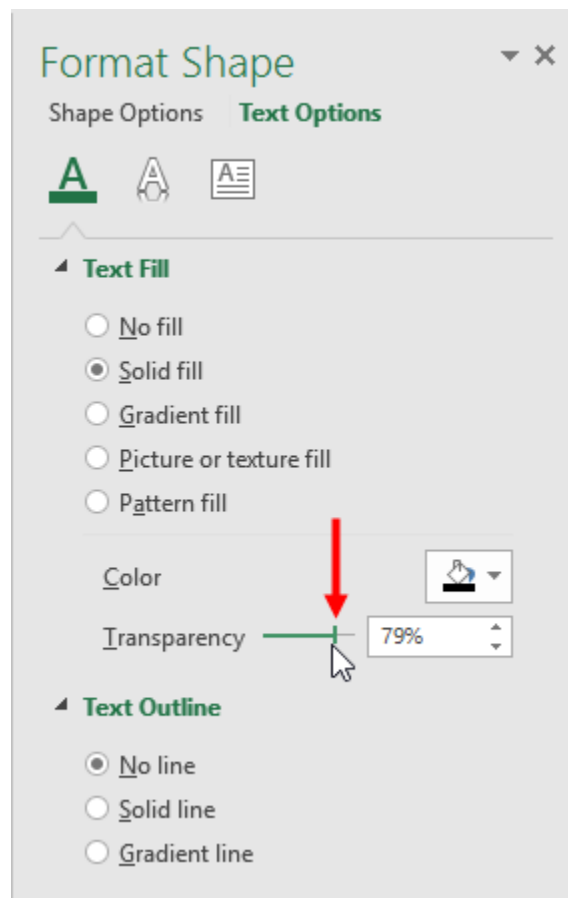 Format Shape
Shape Options Text Options
A A A
Text Fill
No fill
Solid fill
Gradient fill
Picture or texture fill
Pattern fill
Color
Transparency 79%
Text Outline
No line
Solid line
Gradient line